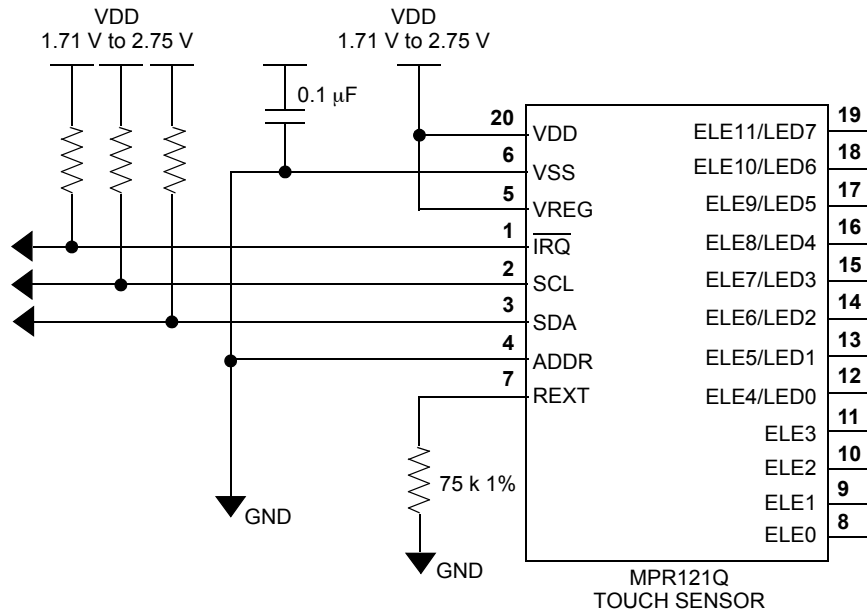 VDD
1.71 V to 2.75 V
VDD
1.71 V to 2.75 V
0.1 μF
20
VDD
6
VSS
5
VREG
1
IRQ
2
SCL
3
SDA
4
ADDR
7
REXT
75 k 1%
GND
GND
ELE11/LED7
19
ELE10/LED6
18
ELE9/LED5
17
ELE8/LED4
16
ELE7/LED3
15
ELE6/LED2
14
ELE5/LED1
13
ELE4/LED0
12
ELE3
11
ELE2
10
ELE1
9
ELE0
8
MPR121Q
TOUCH SENSOR